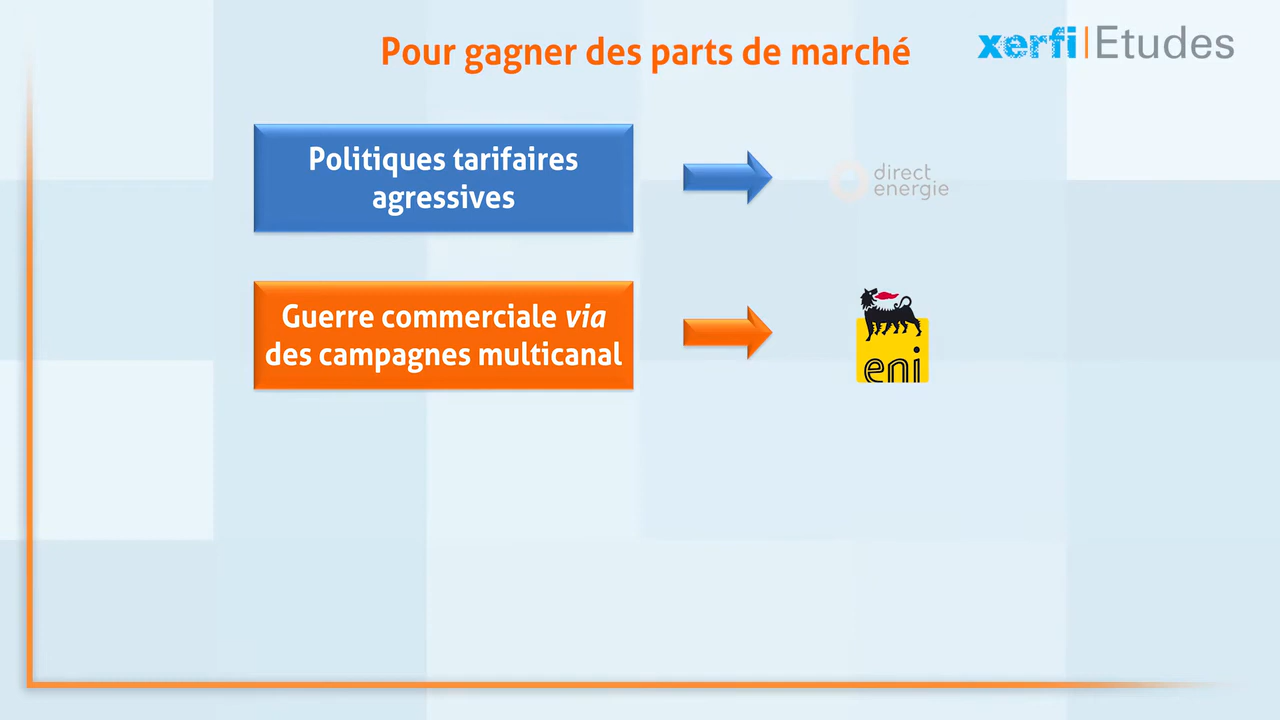 Pour gagner des parts de marché
xerfi Etudes
Politiques tarifaires
agressives
direct
energie
Guerre commerciale via
des campagnes multicanal
eni